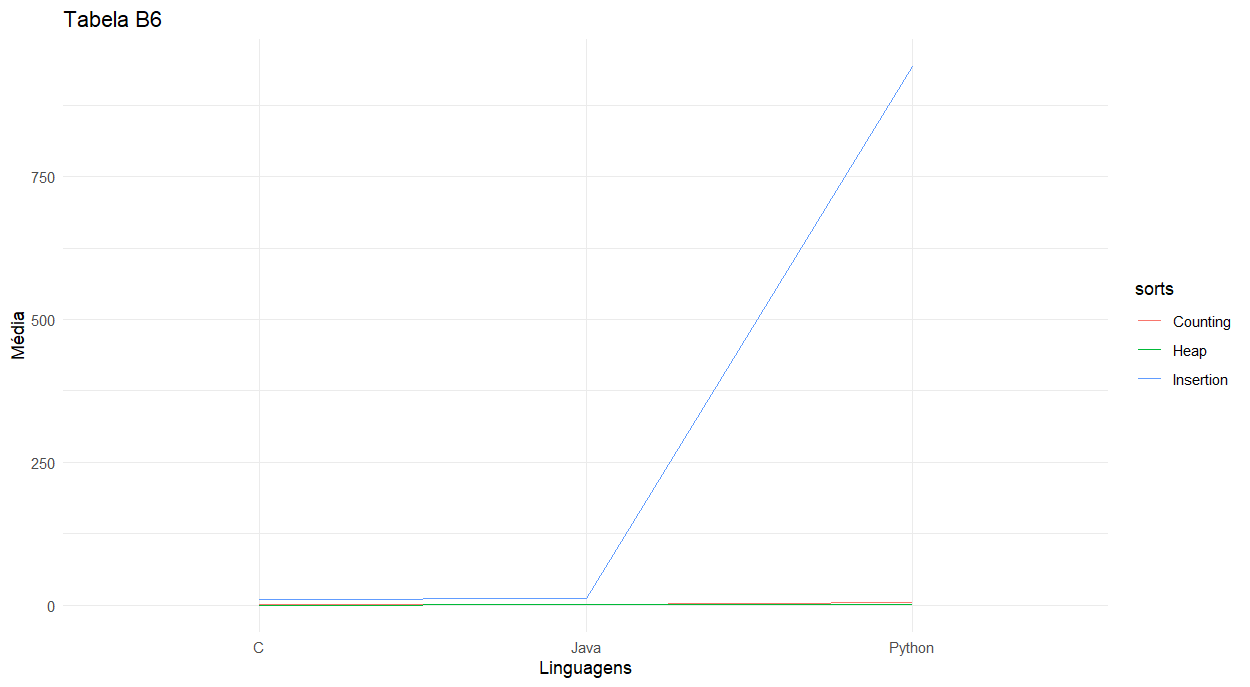 Tabela B6
Média
750
500
250
0
C Java Python
Linguagens
sorts
Counting
Heap
Insertion